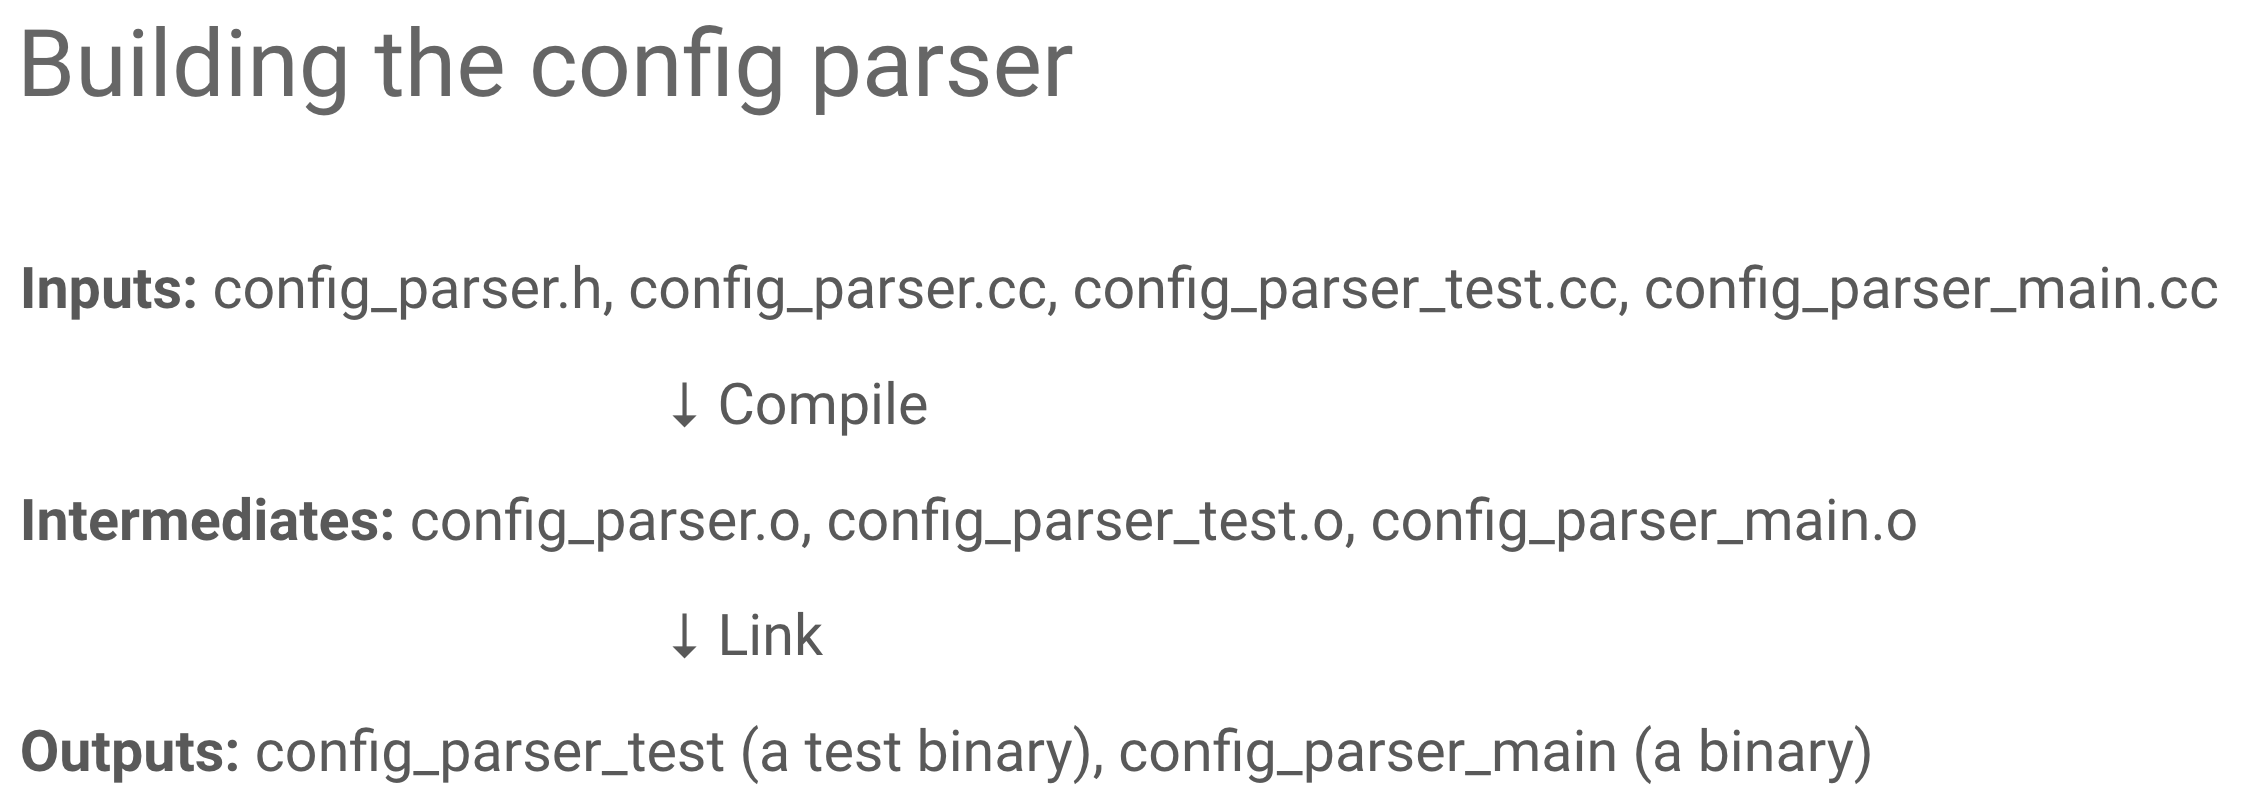 Building the config parser
Inputs: config_parser.h, config_parser.cc, config_parser_test.cc, config_parser_main.cc
↓ Compile
Intermediates: config_parser.o, config_parser_test.o, config_parser_main.o
↓ Link
Outputs: config_parser_test (a test binary), config_parser_main (a binary)